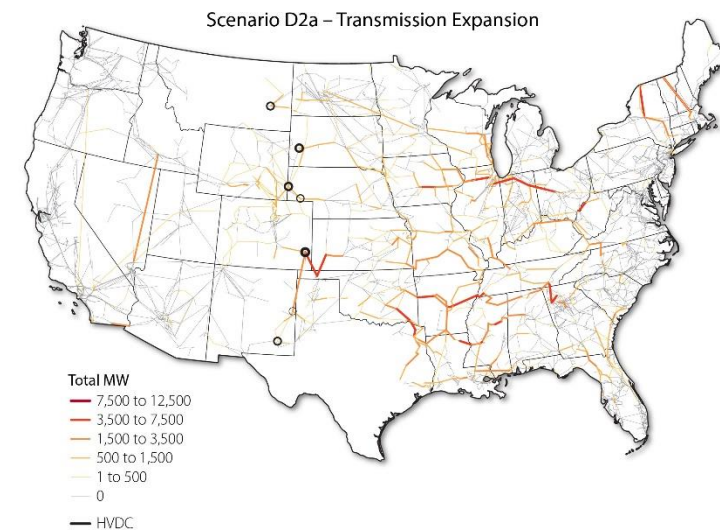 Scenario D2a – Transmission Expansion
Total MW
7,500 to 12,500
3,500 to 7,500
1,500 to 3,500
500 to 1,500
1 to 500
0
HVDC